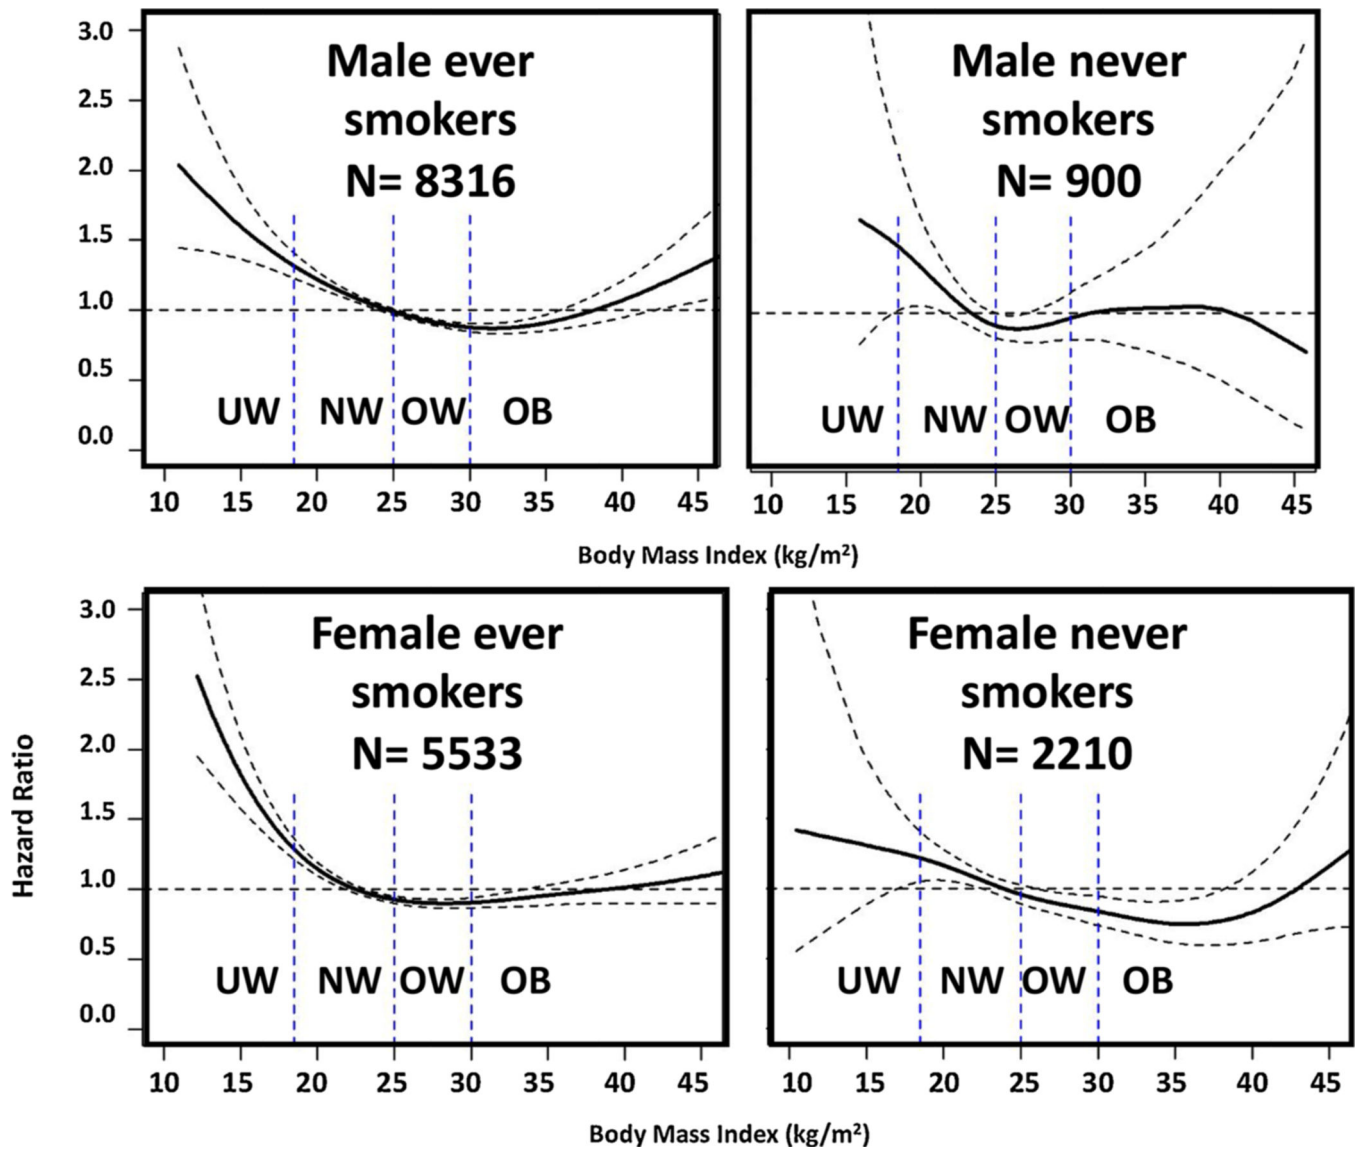 Male ever
smokers
N= 8316
3.0
2.5
2.0
1.5
1.0
0.5
0.0
UW NW OW OB
10 15 20 25 30 35 40 45
Male never
smokers
N= 900
UW NW OW OB
10 15 20 25 30 35 40 45
Body Mass Index (kg/m²)
Hazard Ratio
Female ever
smokers
N= 5533
3.0
2.5
2.0
1.5
1.0
0.5
0.0
UW NW OW OB
10 15 20 25 30 35 40 45
Female never
smokers
N= 2210
UW NW OW OB
10 15 20 25 30 35 40 45
Body Mass Index (kg/m²)